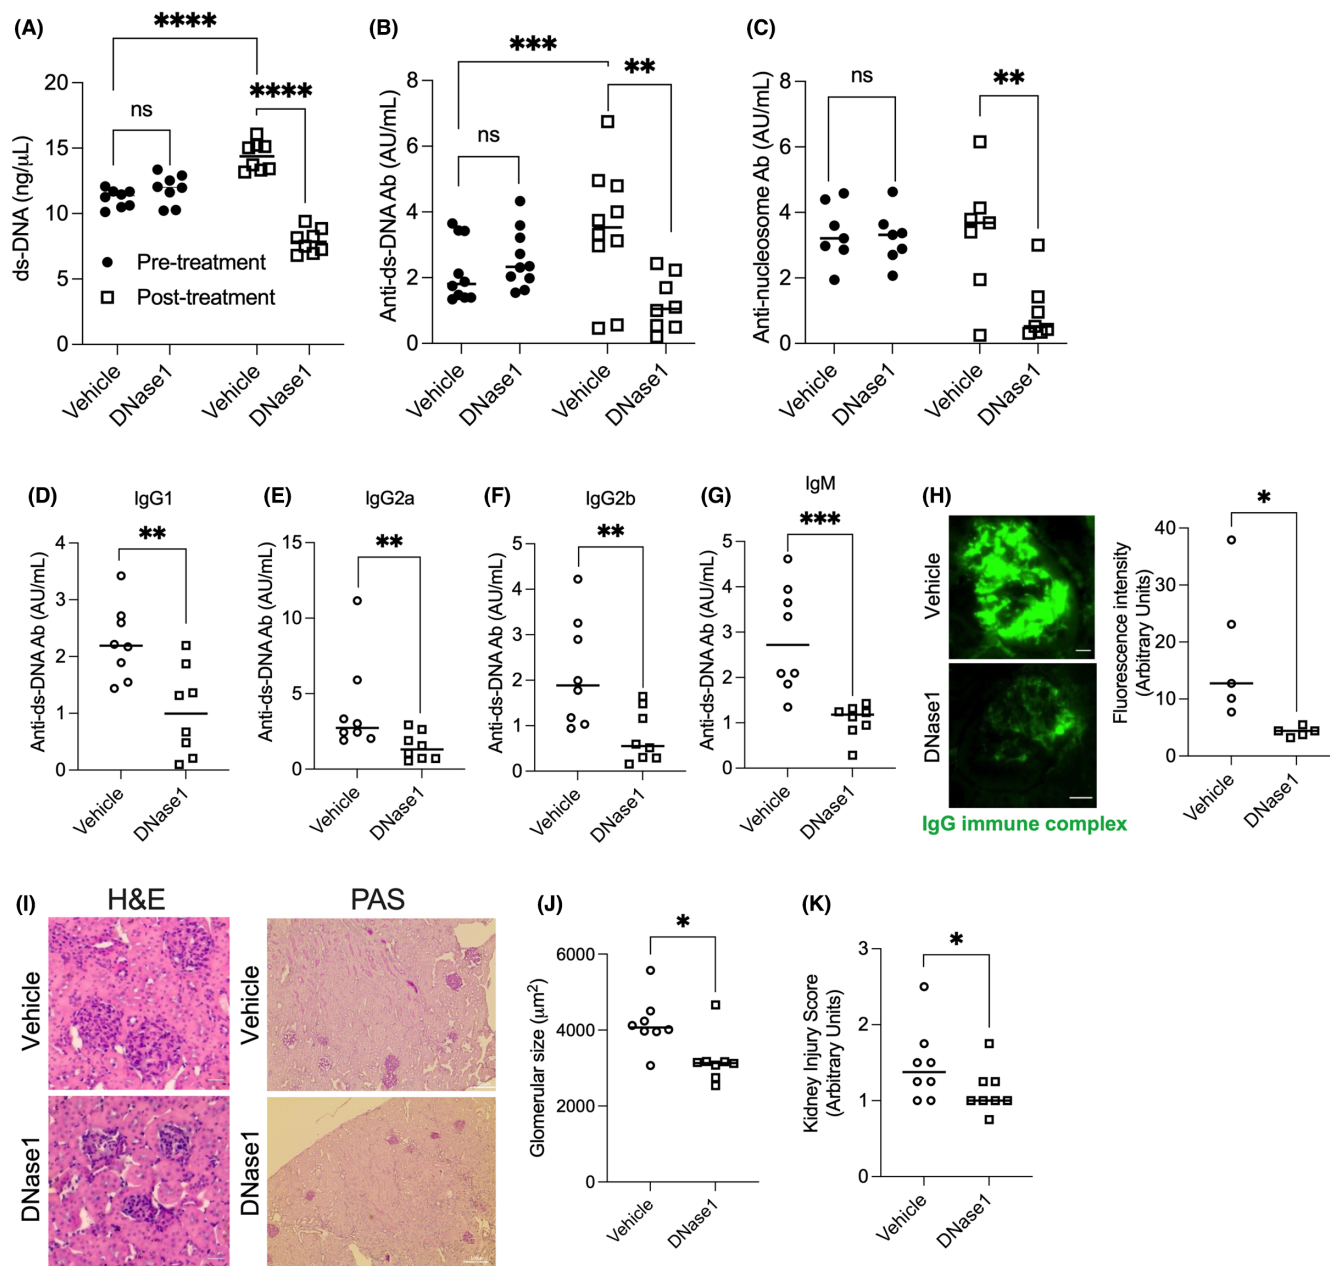 (A)
✱✱✱✱
ds-DNA (ng/μL)
20
15
10
5
0
ns
✱✱✱✱
Pre-treatment
Post-treatment
Vehicle
DNase1
Vehicle
DNase1
(B)
✱✱✱
Anti-ds-DNA Ab (AU/mL)
8
6
4
2
0
ns
✱✱
Vehicle
DNase1
Vehicle
DNase1
(C)
Anti-nucleosome Ab (AU/mL)
8
6
4
2
0
ns
✱✱
Vehicle
DNase1
Vehicle
DNase1
(D)
IgG1
✱✱
Anti-ds-DNA Ab (AU/mL)
4
3
2
1
0
Vehicle
DNase1
(E)
IgG2a
✱✱
Anti-ds-DNA Ab (AU/mL)
15
10
5
0
Vehicle
DNase1
(F)
IgG2b
✱✱
Anti-ds-DNA Ab (AU/mL)
5
4
3
2
1
0
Vehicle
DNase1
(G)
IgM
✱✱✱
Anti-ds-DNA Ab (AU/mL)
5
4
3
2
1
0
Vehicle
DNase1
(H)
Vehicle
DNase1
IgG immune complex
✱
Fluorescence intensity
(Arbitrary Units)
40
30
20
10
0
Vehicle
DNase1
(I)
H&E
PAS
Vehicle
Vehicle
DNase1
DNase1
(J)
✱
Glomerular size (μm²)
6000
4000
2000
0
Vehicle
DNase1
(K)
✱
Kidney Injury Score
(Arbitrary Units)
3
2
1
0
Vehicle
DNase1